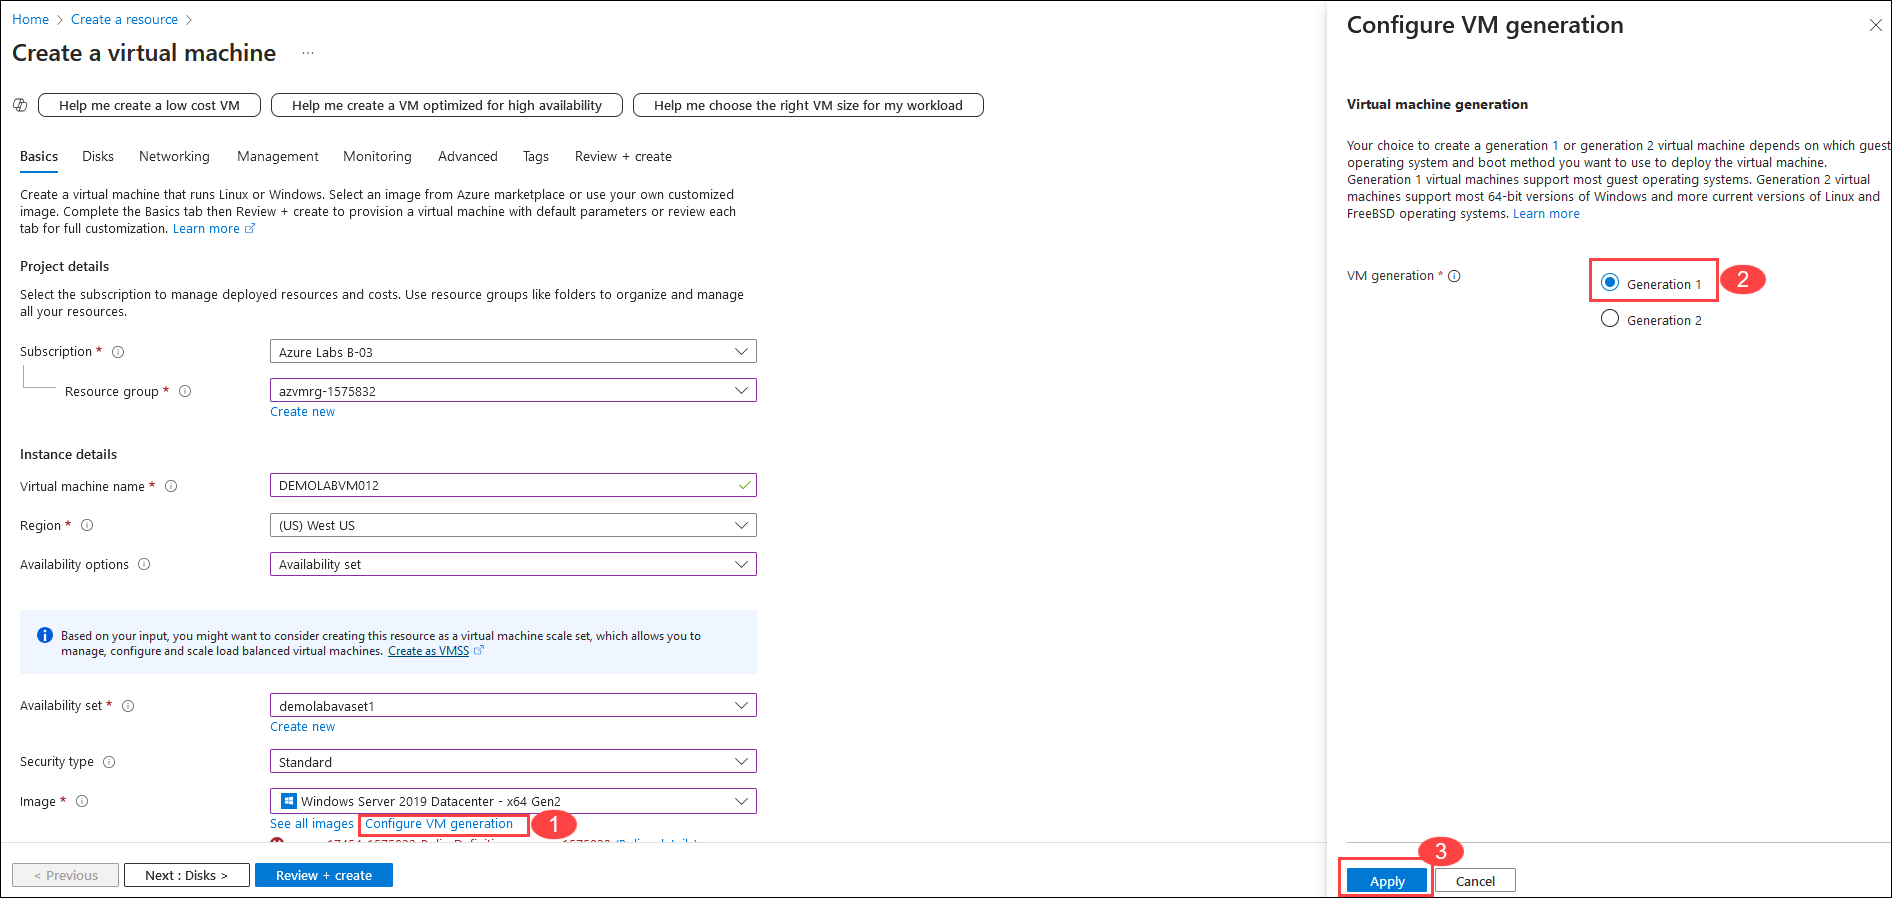 Home > Create a resource >
Create a virtual machine ...
Help me create a low cost VM
Help me create a VM optimized for high availability
Help me choose the right VM size for my workload
Basics Disks Networking Management Monitoring Advanced Tags Review + create
Create a virtual machine that runs Linux or Windows. Select an image from Azure marketplace or use your own customized
image. Complete the Basics tab then Review + create to provision a virtual machine with default parameters or review each
tab for full customization. Learn more
Project details
Select the subscription to manage deployed resources and costs. Use resource groups like folders to organize and manage
all your resources.
Subscription *
Azure Labs B-03
Resource group *
azvmrg-1575832
Create new
Instance details
Virtual machine name *
DEMOLABVM012
Region *
(US) West US
Availability options
Availability set
Based on your input, you might want to consider creating this resource as a virtual machine scale set, which allows you to
manage, configure and scale load balanced virtual machines. Create as VMSS
Availability set *
demolabavaset1
Create new
Security type
Standard
Image *
Windows Server 2019 Datacenter - x64 Gen2
See all images Configure VM generation
1
< Previous
Next : Disks >
Review + create
Configure VM generation
Virtual machine generation
Your choice to create a generation 1 or generation 2 virtual machine depends on which guest
operating system and boot method you want to use to deploy the virtual machine.
Generation 1 virtual machines support most guest operating systems. Generation 2 virtual
machines support most 64-bit versions of Windows and more current versions of Linux and
FreeBSD operating systems. Learn more
VM generation *
Generation 1
2
Generation 2
3
Apply
Cancel